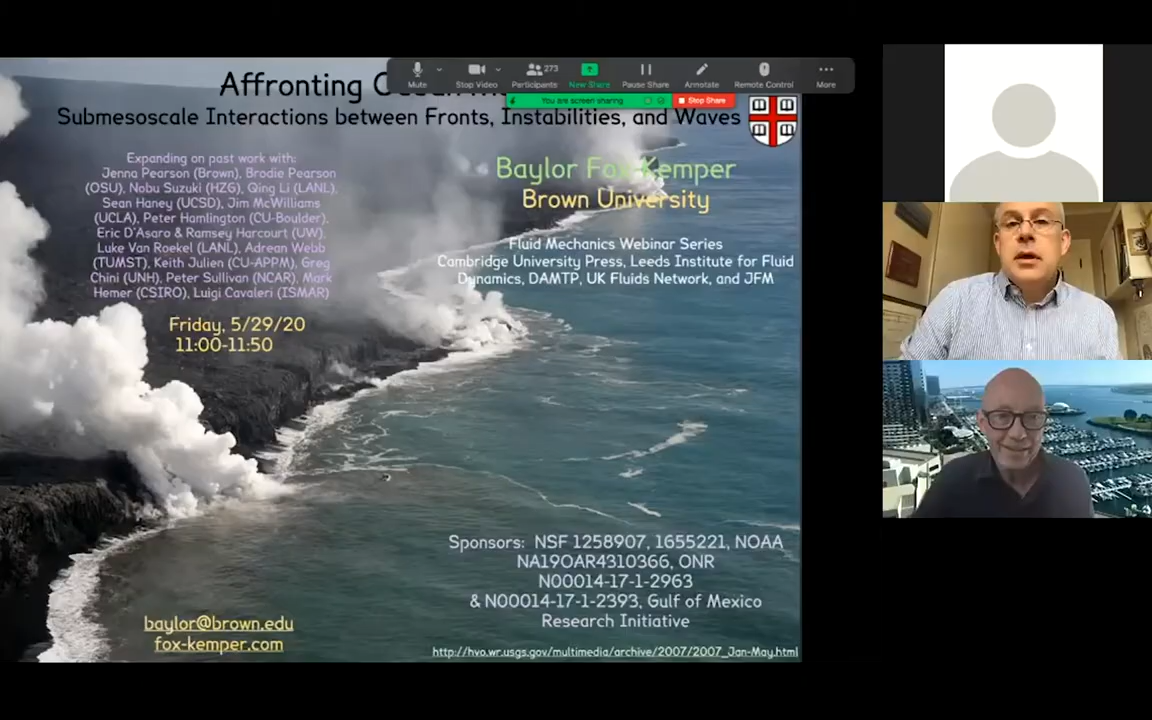 Affronting O
Submesoscale Interactions between Fronts, Instabilities, and Waves
Mute
Stop Video
Participants
273
New Share
Pause Share
Annotate
Remote Control
More
You are screen sharing
Stop Share
Expanding on past work with:
Jenna Pearson (Brown), Brodie Pearson
(OSU), Nobu Suzuki (HZG), Qing Li (LANL),
Sean Haney (UCSD), Jim McWilliams
(UCLA), Peter Hamlington (CU-Boulder),
Eric D'Asaro & Ramsey Harcourt (UW),
Luke Van Roekel (LANL), Adrean Webb
(TUMST), Keith Julien (CU-APPM), Greg
Chini (UNH), Peter Sullivan (NCAR), Mark
Hemer (CSIRO), Luigi Cavaleri (ISMAR)
Friday, 5/29/20
11:00-11:50
Baylor Fox-Kemper
Brown University
Fluid Mechanics Webinar Series
Cambridge University Press, Leeds Institute for Fluid
Dynamics, DAMTP, UK Fluids Network, and JFM
Sponsors: NSF 1258907, 1655221, NOAA
NA19OAR4310366, ONR
N00014-17-1-2963
& N00014-17-1-2393, Gulf of Mexico
Research Initiative
baylor@brown.edu
fox-kemper.com
http://hvo.wr.usgs.gov/multimedia/archive/2007/2007_Jan-May.html